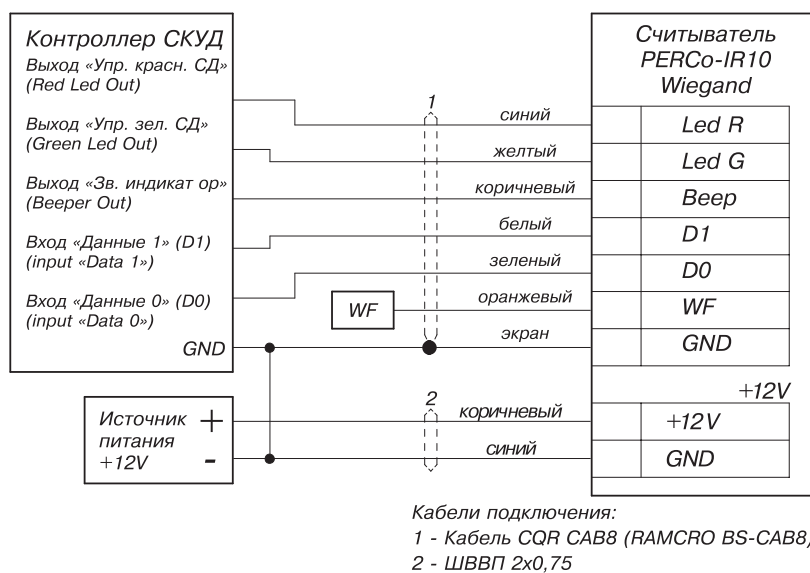 Контроллер СКУД
Выход «Упр. красн. СД»
(Red Led Out)
Выход «Упр. зел. СД»
(Green Led Out)
Выход «Зв. индикат ор»
(Beeper Out)
Вход «Данные 1» (D1)
(input «Data 1»)
Вход «Данные 0» (D0)
(input «Data 0»)
GND
1
синий
желтый
коричневый
белый
зеленый
WF
оранжевый
экран
Считыватель
PERCo-IR10
Wiegand
Led R
Led G
Beep
D1
D0
WF
GND
+12V
+12V
GND
Источник
питания
+12V
+
-
2
коричневый
синий
Кабели подключения:
1 - Кабель CQR CAB8 (RAMCRO BS-CAB8)
2 - ШВВП 2x0,75